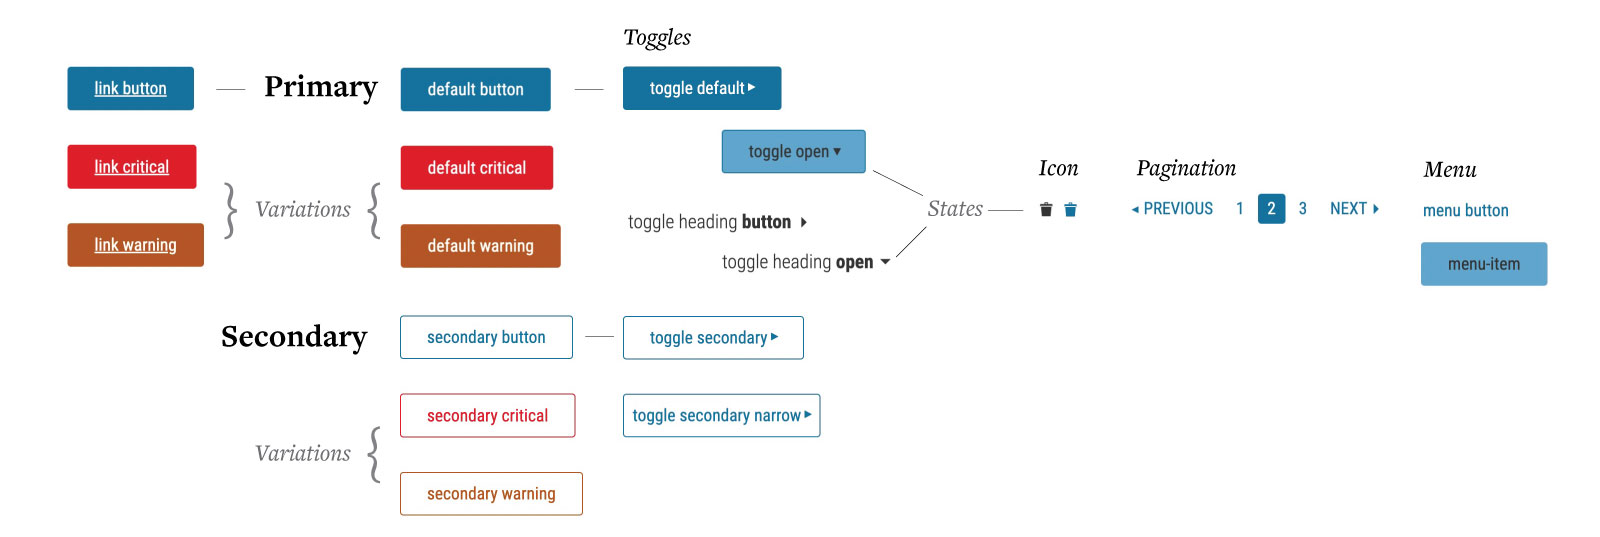 Toggles
link button
Primary
default button
toggle default
toggle open
link critical
default critical
Icon
Pagination
Menu
Variations
States
PREVIOUS 1 2 3 NEXT
menu button
toggle heading button
link warning
default warning
toggle heading open
menu-item
Secondary
secondary button
toggle secondary
secondary critical
toggle secondary narrow
Variations
secondary warning